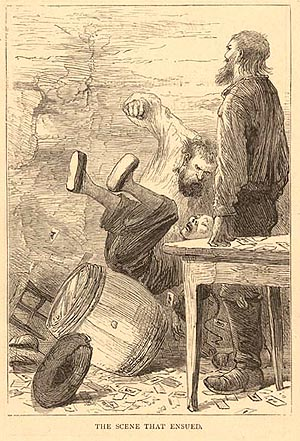 THE SCENE THAT ENSUED.